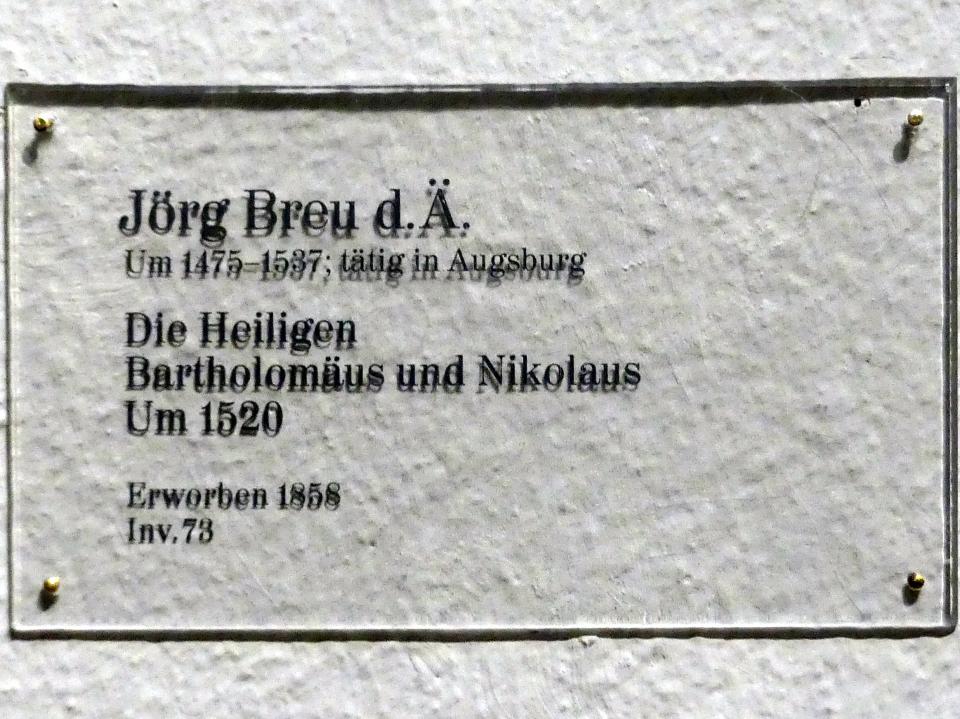 Jörg Breu d.Ä.
Um 1475–1537; tätig in Augsburg
Die Heiligen
Bartholomäus und Nikolaus
Um 1520
Erworben 1858
Inv. 73